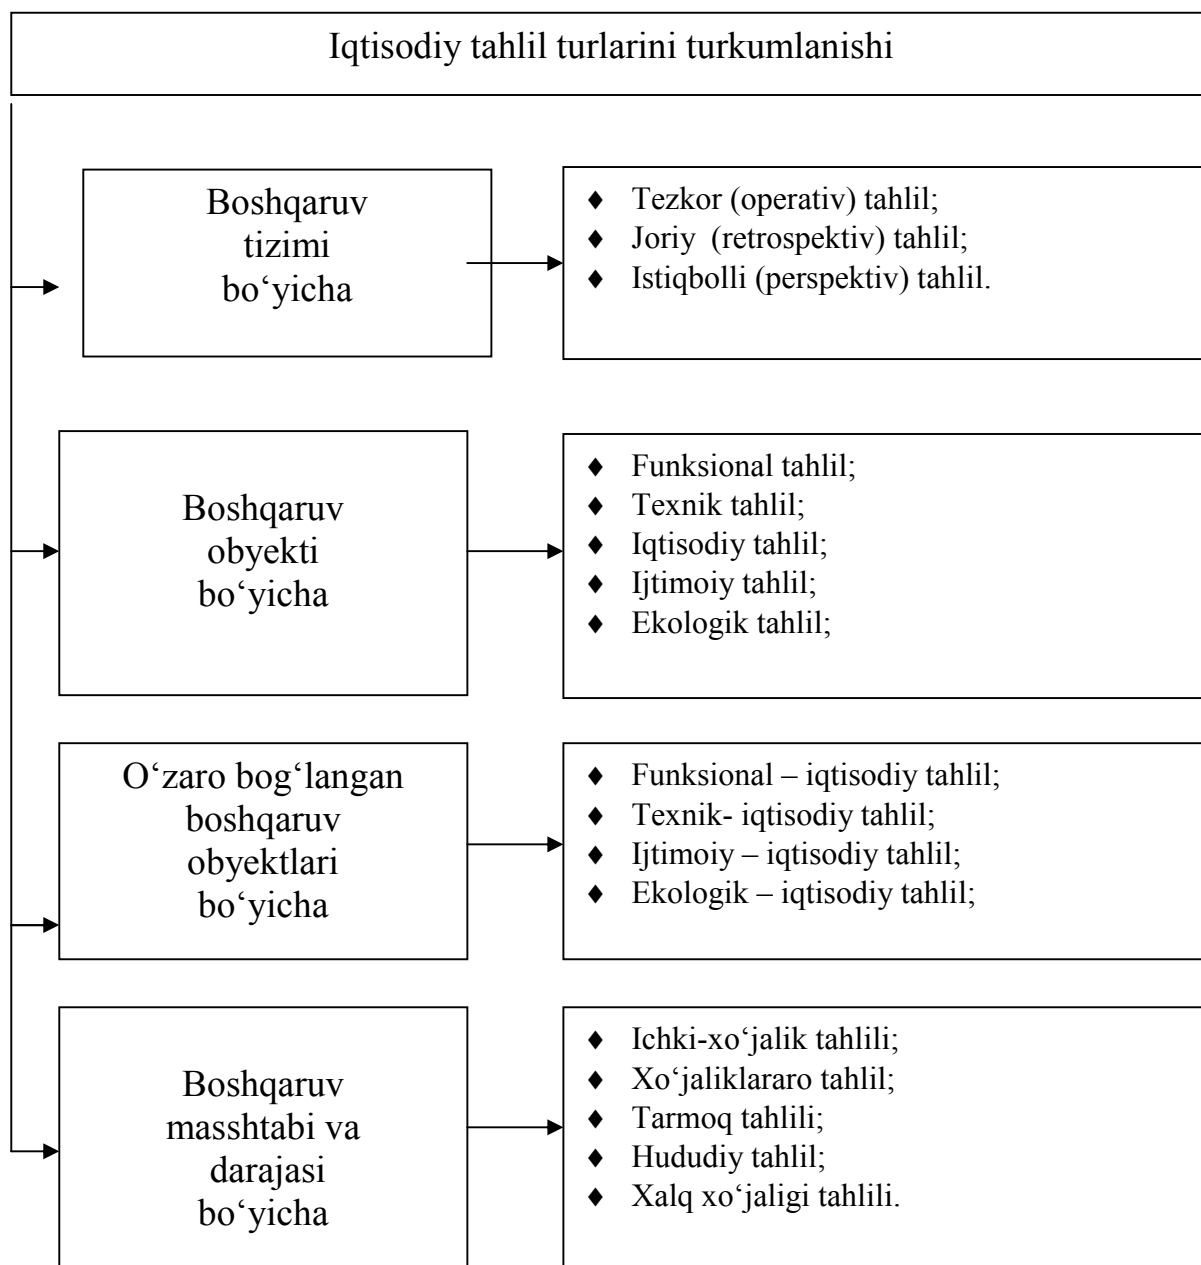 Iqtisodiy tahlil turlarini turkumlanishi
Boshqaruv
tizimi
bo‘yicha
♦ Tezkor (operativ) tahlil;
♦ Joriy (retrospektiv) tahlil;
♦ Istiqbolli (perspektiv) tahlil.
Boshqaruv
obyekti
bo‘yicha
♦ Funksional tahlil;
♦ Texnik tahlil;
♦ Iqtisodiy tahlil;
♦ Ijtimoiy tahlil;
♦ Ekologik tahlil;
O‘zaro bog‘langan
boshqaruv
obyektlari
bo‘yicha
♦ Funksional – iqtisodiy tahlil;
♦ Texnik- iqtisodiy tahlil;
♦ Ijtimoiy – iqtisodiy tahlil;
♦ Ekologik – iqtisodiy tahlil;
Boshqaruv
masshtabi va
darajasi
bo‘yicha
♦ Ichki-xo‘jalik tahlili;
♦ Xo‘jaliklararo tahlil;
♦ Tarmoq tahlili;
♦ Hududiy tahlil;
♦ Xalq xo‘jaligi tahlili.